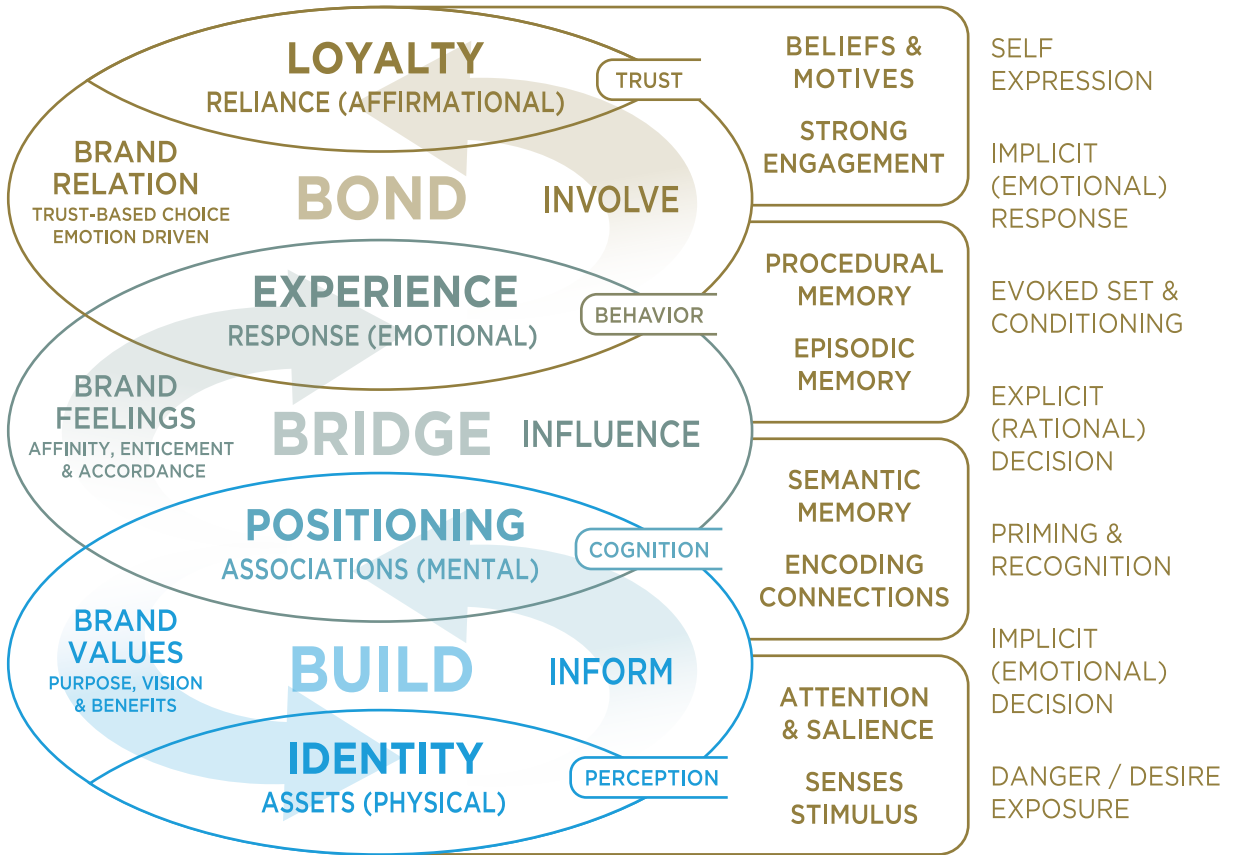 LOYALTY
RELIANCE (AFFIRMATIONAL)
TRUST
BRAND
RELATION
TRUST-BASED CHOICE
EMOTION DRIVEN
BOND
INVOLVE
EXPERIENCE
RESPONSE (EMOTIONAL)
BEHAVIOR
BRAND
FEELINGS
AFFINITY, ENTICEMENT
& ACCORDANCE
BRIDGE
INFLUENCE
POSITIONING
ASSOCIATIONS (MENTAL)
COGNITION
BRAND
VALUES
PURPOSE, VISION
& BENEFITS
BUILD
INFORM
IDENTITY
ASSETS (PHYSICAL)
PERCEPTION
BELIEFS &
MOTIVES
STRONG
ENGAGEMENT
PROCEDURAL
MEMORY
EPISODIC
MEMORY
SEMANTIC
MEMORY
ENCODING
CONNECTIONS
ATTENTION
& SALIENCE
SENSES
STIMULUS
SELF
EXPRESSION
IMPLICIT
(EMOTIONAL)
RESPONSE
EVOKED SET &
CONDITIONING
EXPLICIT
(RATIONAL)
DECISION
PRIMING &
RECOGNITION
IMPLICIT
(EMOTIONAL)
DECISION
DANGER / DESIRE
EXPOSURE